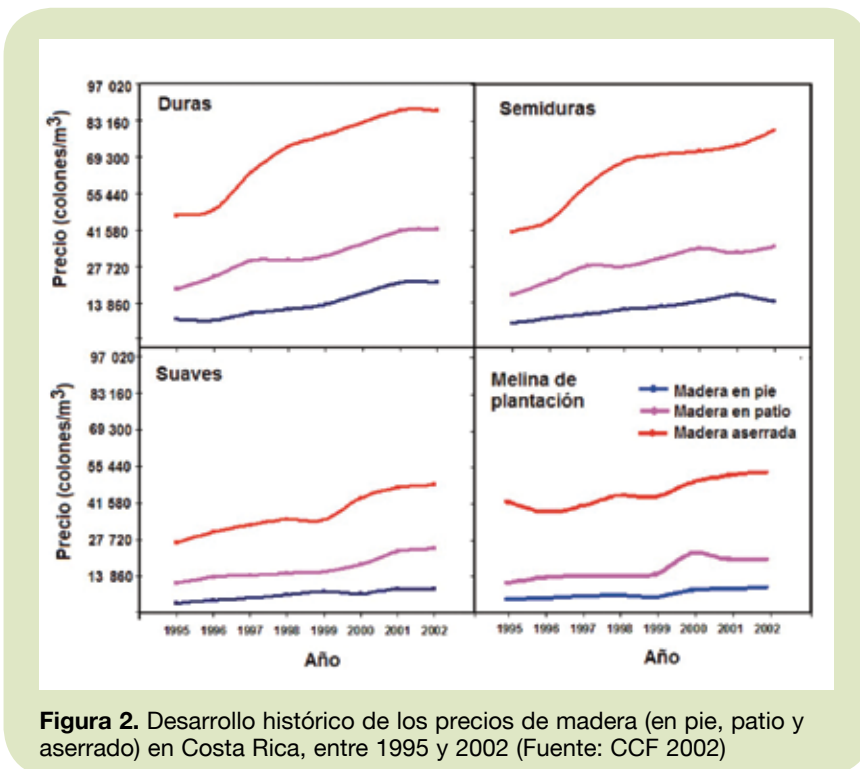 Precio (colones/m³)
97 020
83 160
69 300
55 440
41 580
27 720
13 860
Duras
Semiduras
Precio (colones/m³)
97 020
83 160
69 300
55 440
41 580
27 720
13 860
Suaves
Melina de
plantación
Madera en pie
Madera en patio
Madera aserrada
1995 1996 1997 1998 1999 2000 2001 2002
1995 1996 1997 1998 1999 2000 2001 2002
Año
Año
Figura 2. Desarrollo histórico de los precios de madera (en pie, patio y
aserrado) en Costa Rica, entre 1995 y 2002 (Fuente: CCF 2002)